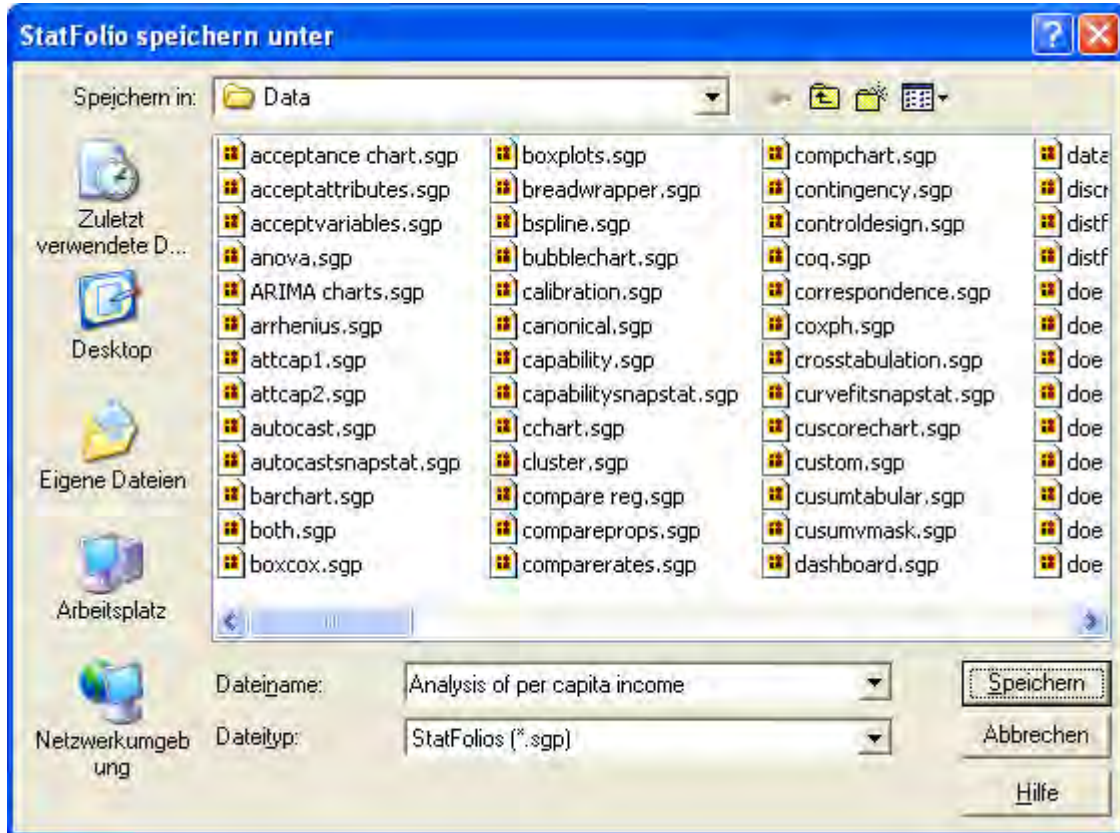 StatFolio speichern unter
Speichern in:
Data
Zuletzt
verwendete D...
Desktop
Eigene Dateien
Arbeitsplatz
Netzwerkumgeb
ung
acceptance chart.sgp
acceptattributes.sgp
acceptvariables.sgp
anova.sgp
ARIMA charts.sgp
arrhenius.sgp
attcap1.sgp
attcap2.sgp
autocast.sgp
autocastsnapstat.sgp
barchart.sgp
both.sgp
boxcox.sgp
boxplots.sgp
breadwrapper.sgp
bspline.sgp
bubblechart.sgp
calibration.sgp
canonical.sgp
capability.sgp
capabilitysnapstat.sgp
cchart.sgp
cluster.sgp
compare reg.sgp
compareprops.sgp
comparerates.sgp
compchart.sgp
contingency.sgp
controldesign.sgp
coq.sgp
correspondence.sgp
coxph.sgp
crosstabulation.sgp
curvefitsnapstat.sgp
cuscorechart.sgp
custom.sgp
cusumtabular.sgp
cusumvmask.sgp
dashboard.sgp
data
discr
distf
distf
doe
doe
doe
doe
doe
doe
doe
doe
doe
Dateiname:
Analysis of per capita income
Speichern
Dateityp:
StatFolios (*.sgp)
Abbrechen
Hilfe